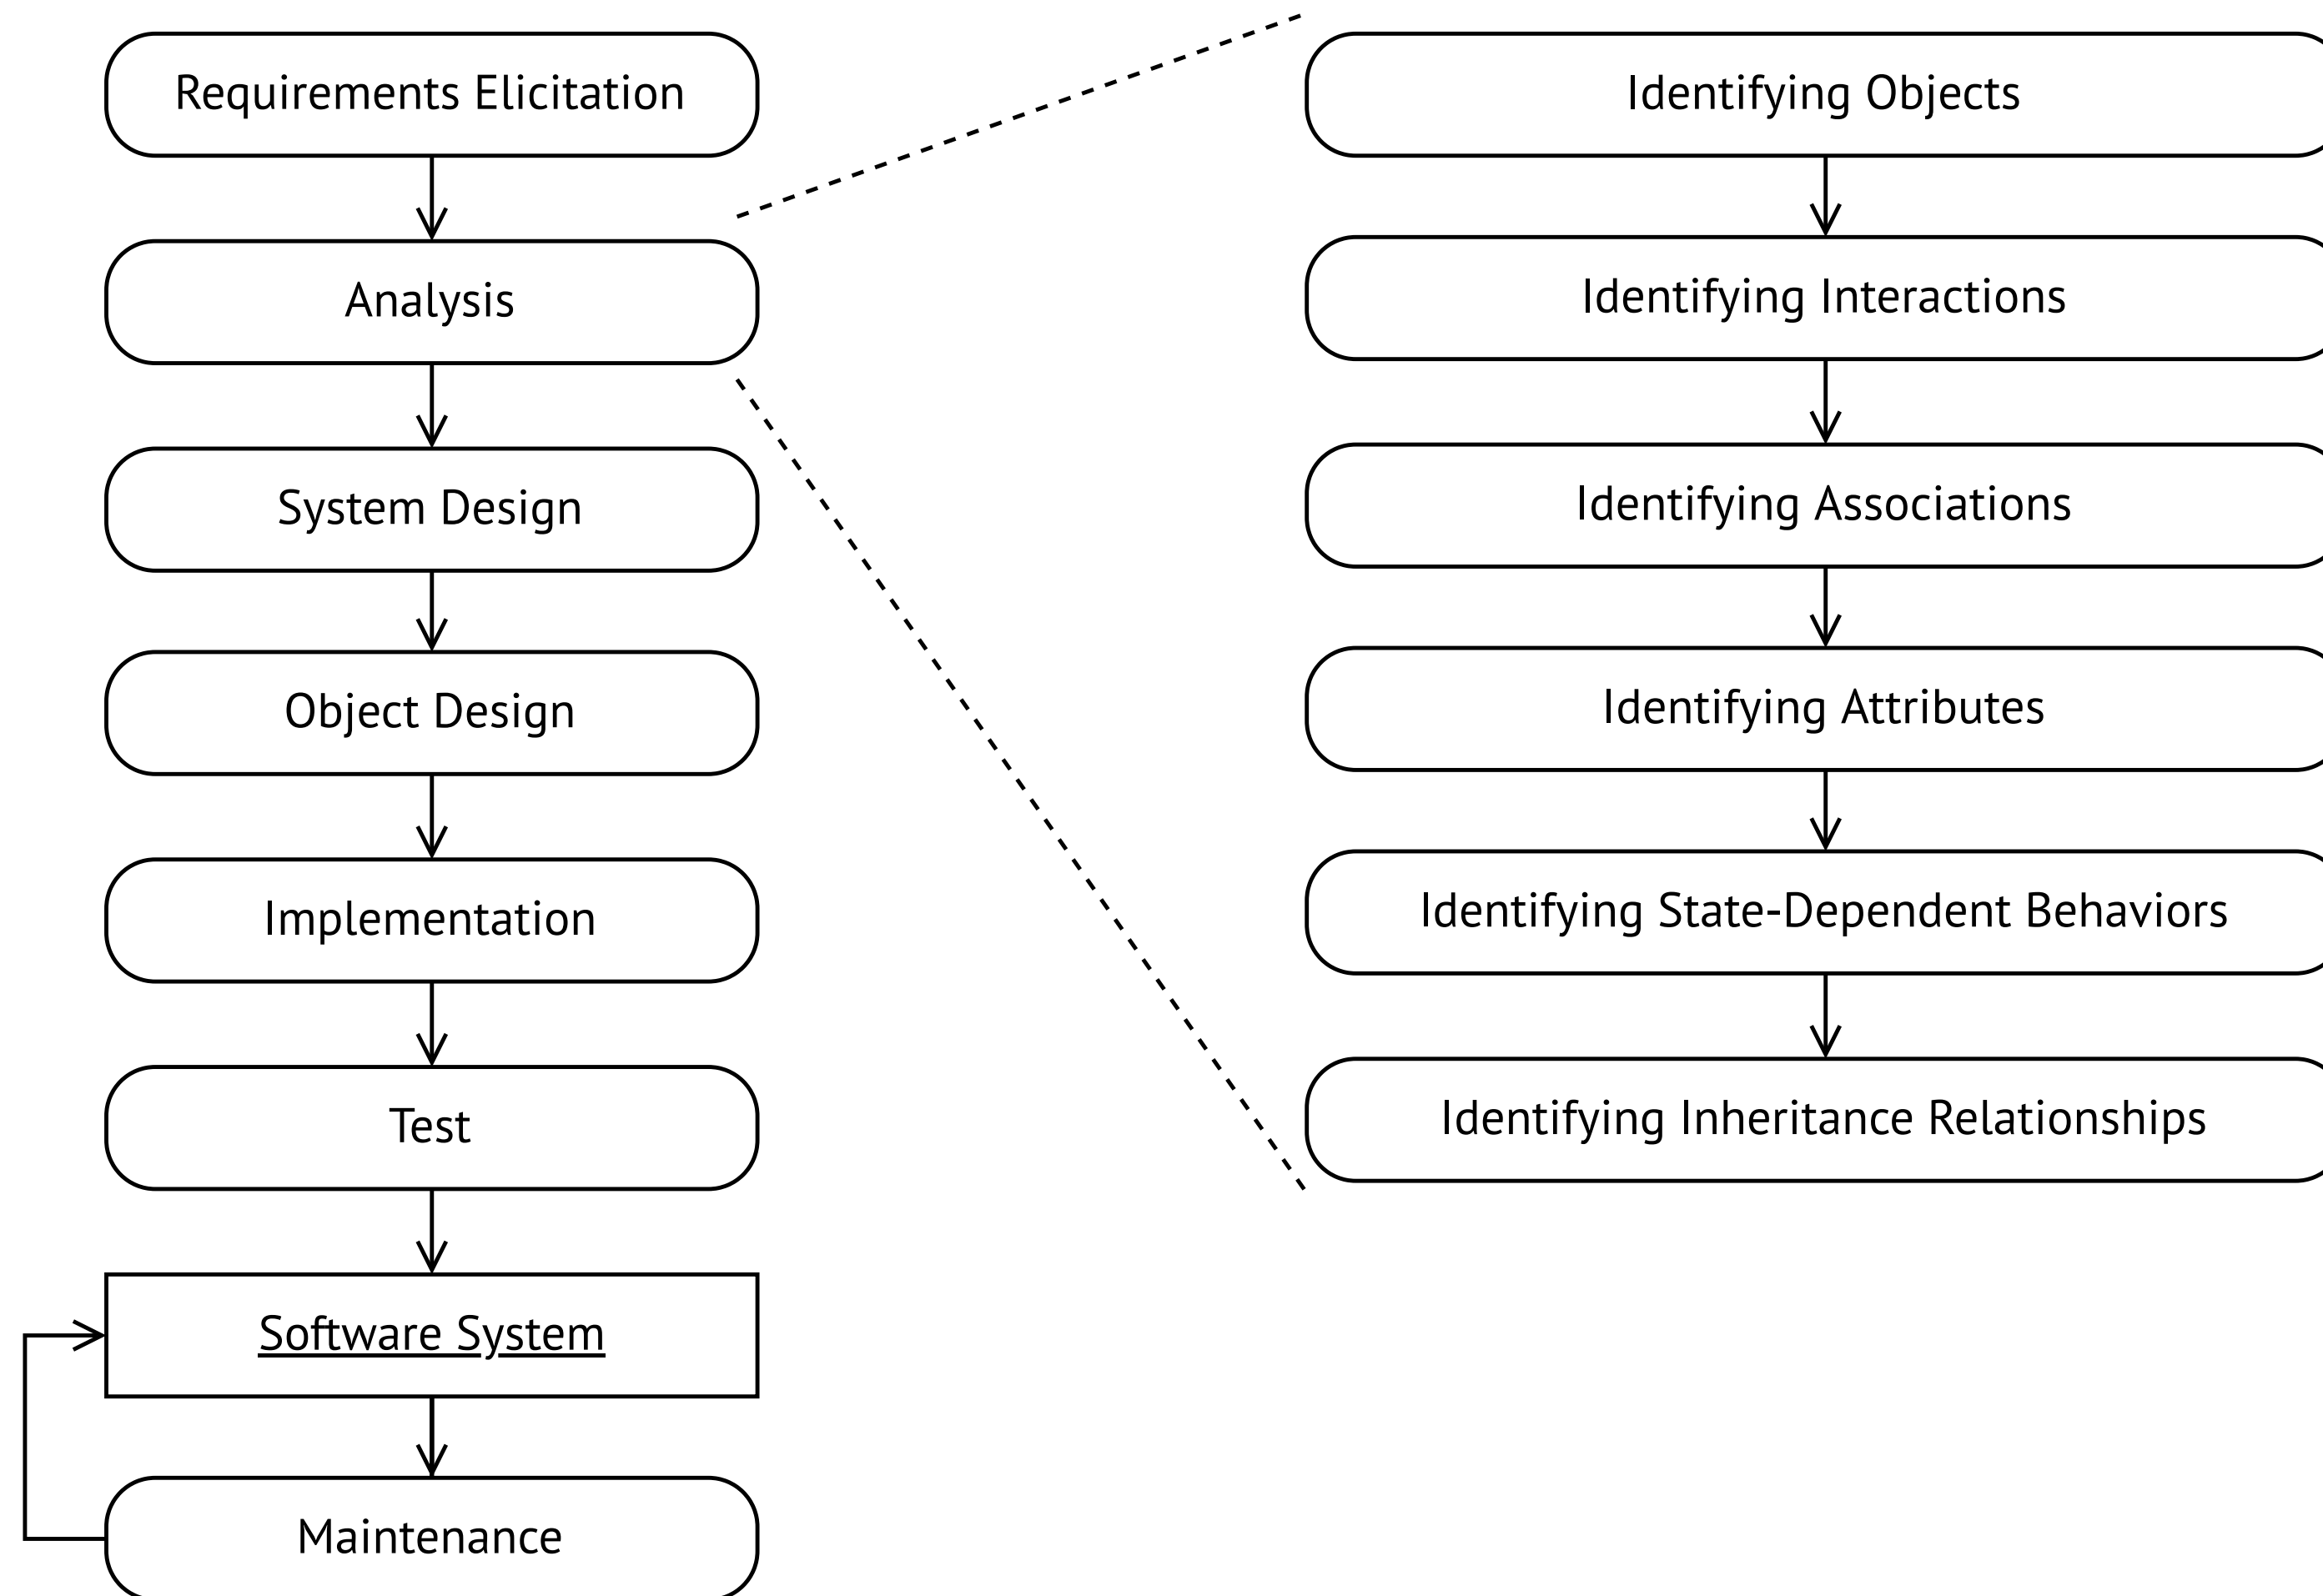 Requirements Elicitation
Analysis
System Design
Object Design
Implementation
Test
Software System
Maintenance
Identifying Objects
Identifying Interactions
Identifying Associations
Identifying Attributes
Identifying State-Dependent Behaviors
Identifying Inheritance Relationships